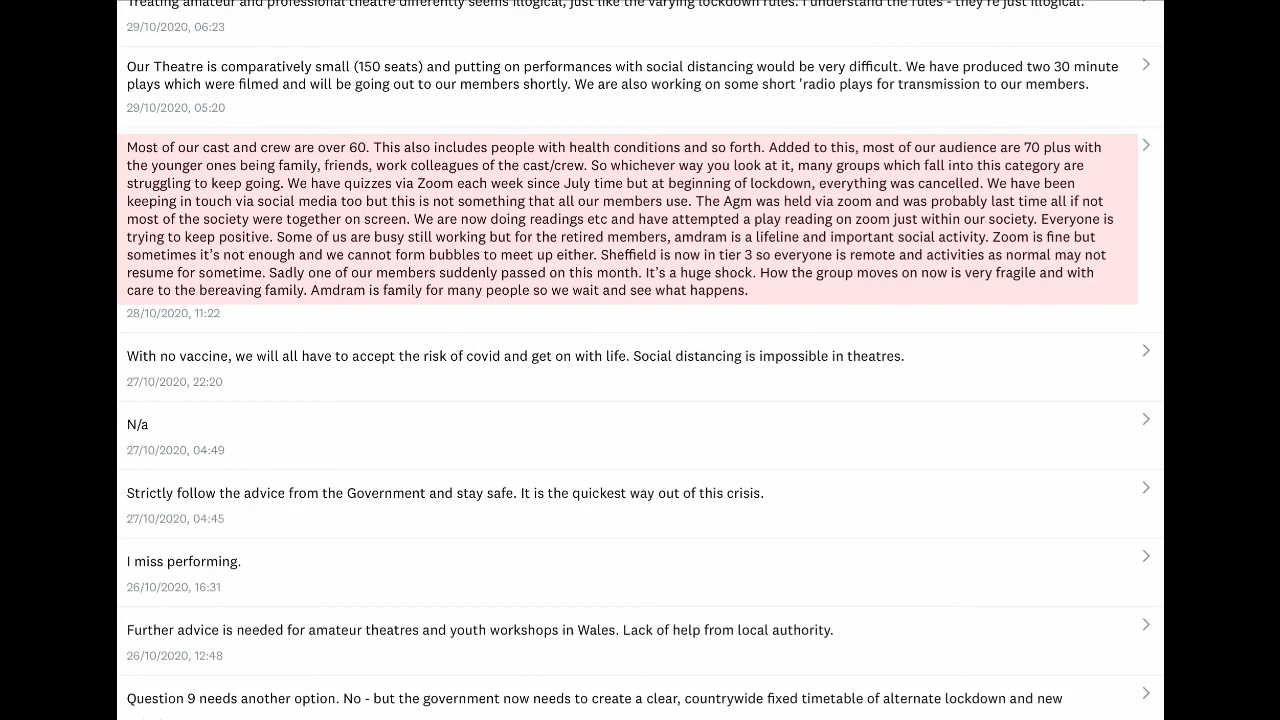 Treating amateur and professional theatre differently seems illogical, just like the varying lockdown rules. I understand the rules - they're just illogical.
29/10/2020, 06:23
Our Theatre is comparatively small (150 seats) and putting on performances with social distancing would be very difficult. We have produced two 30 minute
plays which were filmed and will be going out to our members shortly. We are also working on some short 'radio plays for transmission to our members.
29/10/2020, 05:20
Most of our cast and crew are over 60. This also includes people with health conditions and so forth. Added to this, most of our audience are 70 plus with
the younger ones being family, friends, work colleagues of the cast/crew. So whichever way you look at it, many groups which fall into this category are
struggling to keep going. We have quizzes via Zoom each week since July time but at beginning of lockdown, everything was cancelled. We have been
keeping in touch via social media too but this is not something that all our members use. The Agm was held via zoom and was probably last time all if not
most of the society were together on screen. We are now doing readings etc and have attempted a play reading on zoom just within our society. Everyone is
trying to keep positive. Some of us are busy still working but for the retired members, amdram is a lifeline and important social activity. Zoom is fine but
sometimes it's not enough and we cannot form bubbles to meet up either. Sheffield is now in tier 3 so everyone is remote and activities as normal may not
resume for sometime. Sadly one of our members suddenly passed on this month. It's a huge shock. How the group moves on now is very fragile and with
care to the bereaving family. Amdram is family for many people so we wait and see what happens.
28/10/2020, 11:22
With no vaccine, we will all have to accept the risk of covid and get on with life. Social distancing is impossible in theatres.
27/10/2020, 22:20
N/a
27/10/2020, 04:49
Strictly follow the advice from the Government and stay safe. It is the quickest way out of this crisis.
27/10/2020, 04:45
I miss performing.
26/10/2020, 16:31
Further advice is needed for amateur theatres and youth workshops in Wales. Lack of help from local authority.
26/10/2020, 12:48
Question 9 needs another option. No - but the government now needs to create a clear, countrywide fixed timetable of alternate lockdown and new